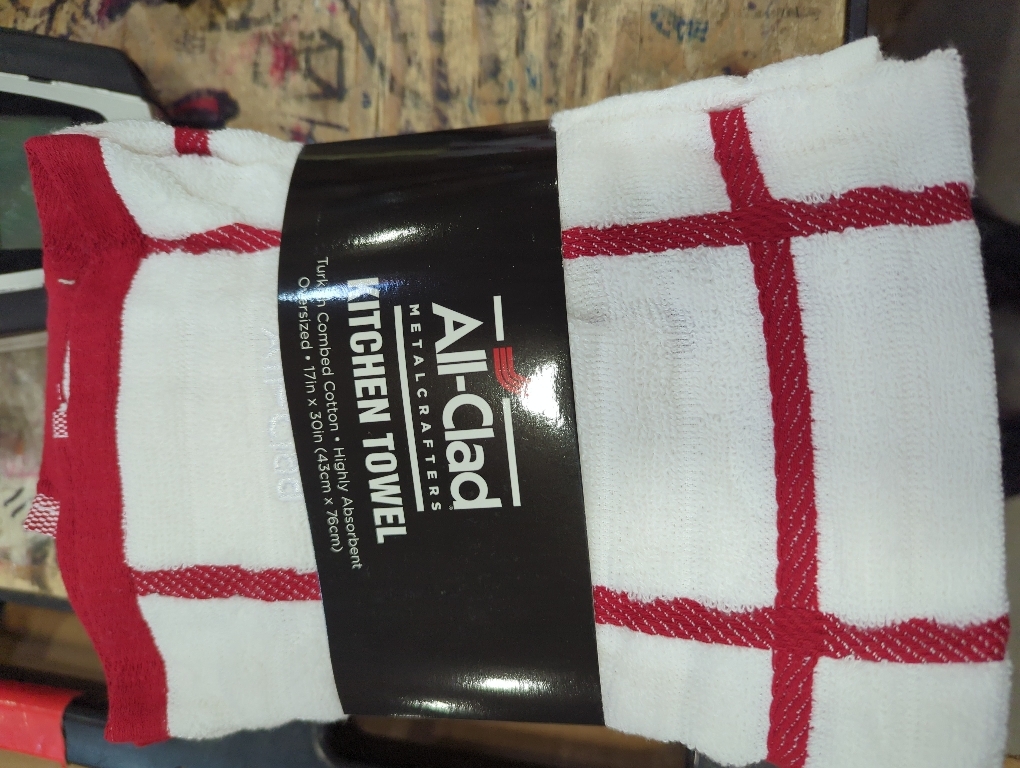 All-Clad
METALCRAFTERS
KITCHEN TOWEL
Turkish Combed Cotton • Highly Absorbent
Oversized • 17in x 30in (43cm x 76cm)